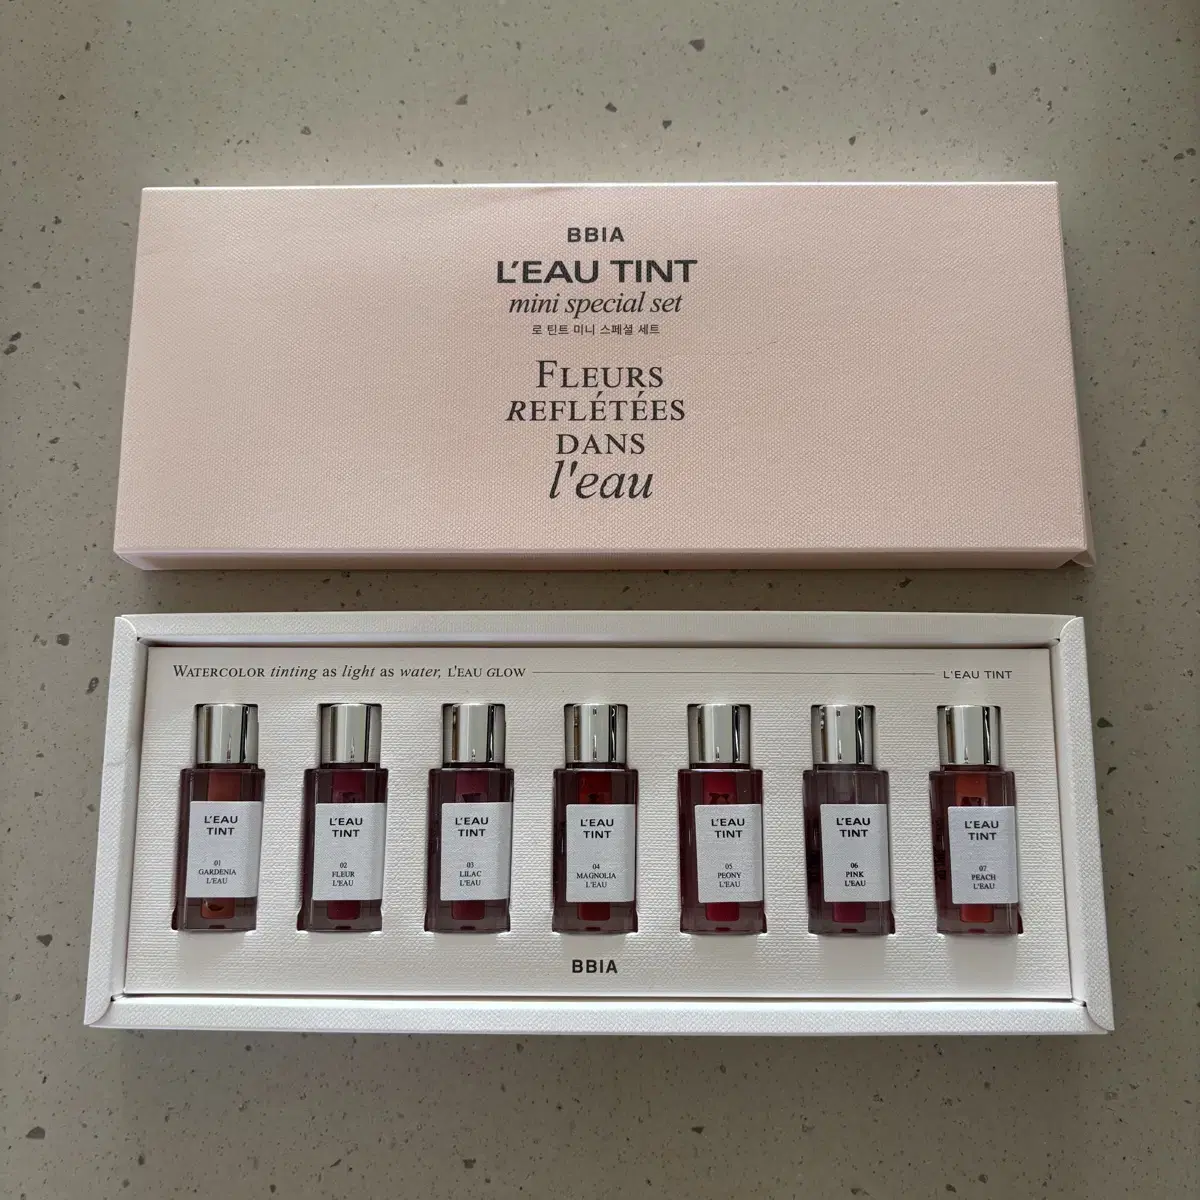 BBIA
L'EAU TINT
mini special set
로 틴트 미니 스페셜 세트
FLEURS
REFLÉTÉES
DANS
l'eau
WATERCOLOR tinting as light as water, L'EAU GLOW
L'EAU TINT
L'EAU
TINT
01
GARDENIA
L'EAU
L'EAU
TINT
02
FLEUR
L'EAU
L'EAU
TINT
03
LILAC
L'EAU
L'EAU
TINT
04
MAGNOLIA
L'EAU
L'EAU
TINT
05
PEONY
L'EAU
L'EAU
TINT
06
PINK
L'EAU
L'EAU
TINT
07
PEACH
L'EAU
BBIA